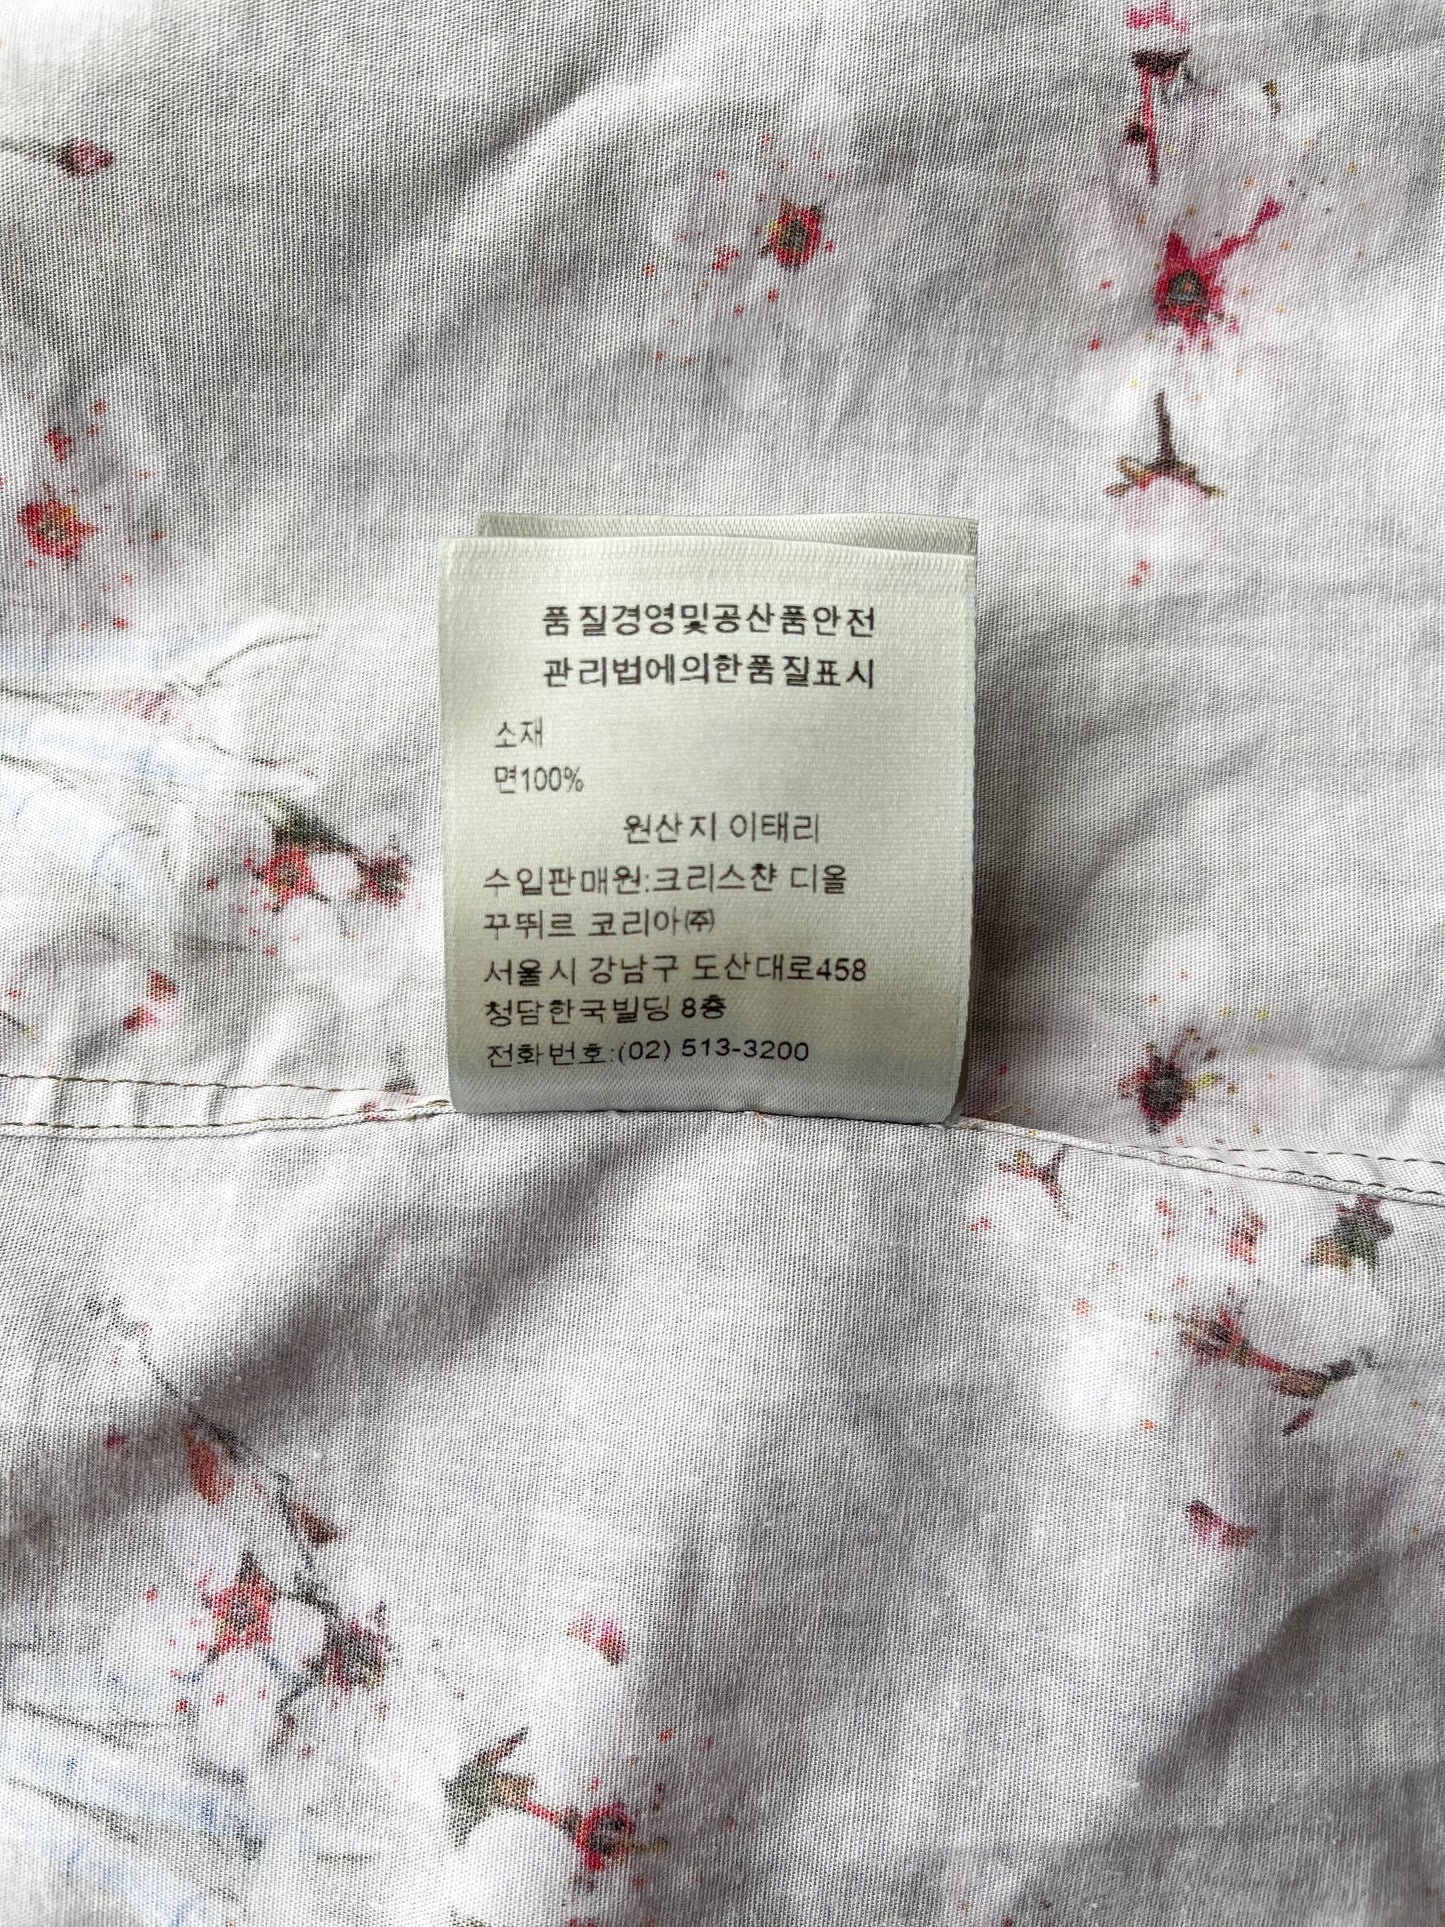 품질경영및공산품안전
관리법에의한품질표시
소재
면100%
원산지 이태리
수입판매원:크리스챤 디올
꾸뛰르 코리아㈜
서울시 강남구 도산대로458
청담한국빌딩 8층
전화번호:(02) 513-3200